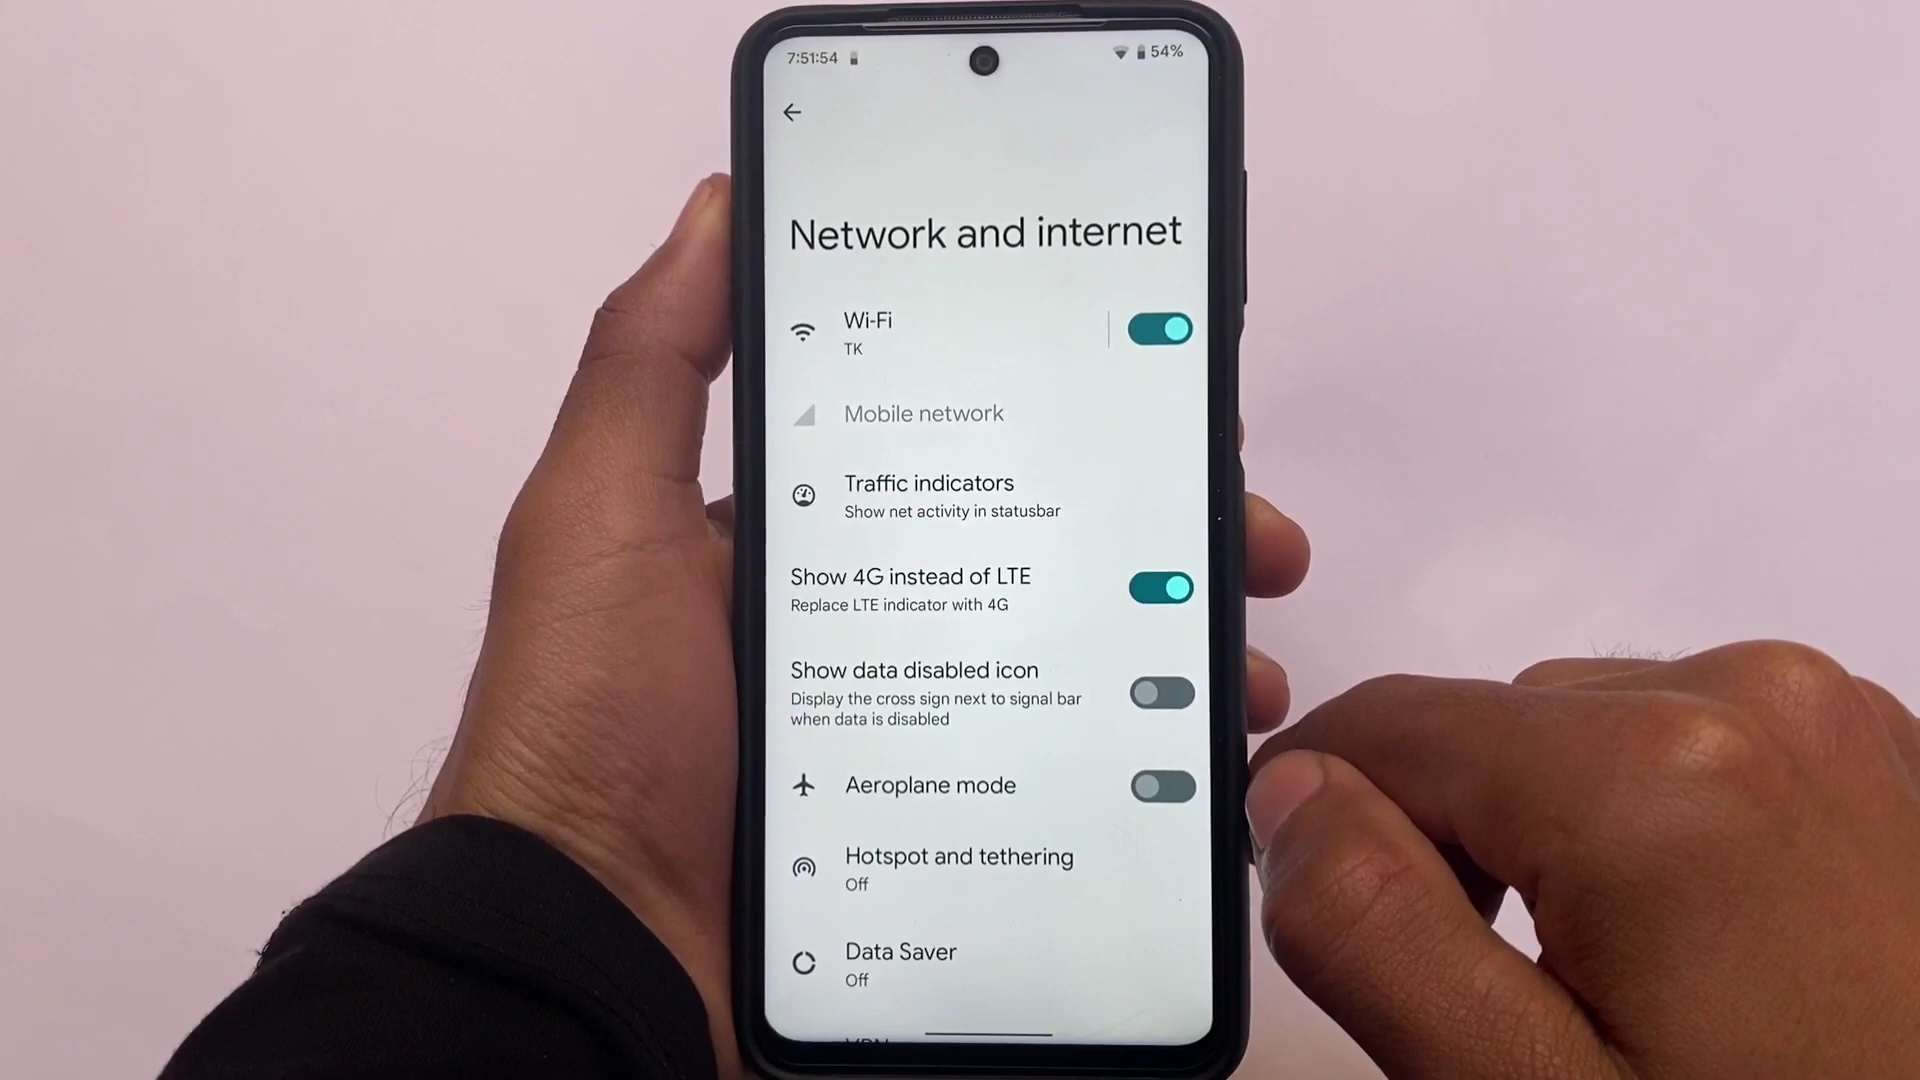 7:51:54
54%
Network and internet
Wi-Fi
TK
Mobile network
Traffic indicators
Show net activity in statusbar
Show 4G instead of LTE
Replace LTE indicator with 4G
Show data disabled icon
Display the cross sign next to signal bar
when data is disabled
Aeroplane mode
Hotspot and tethering
Off
Data Saver
Off
VPN